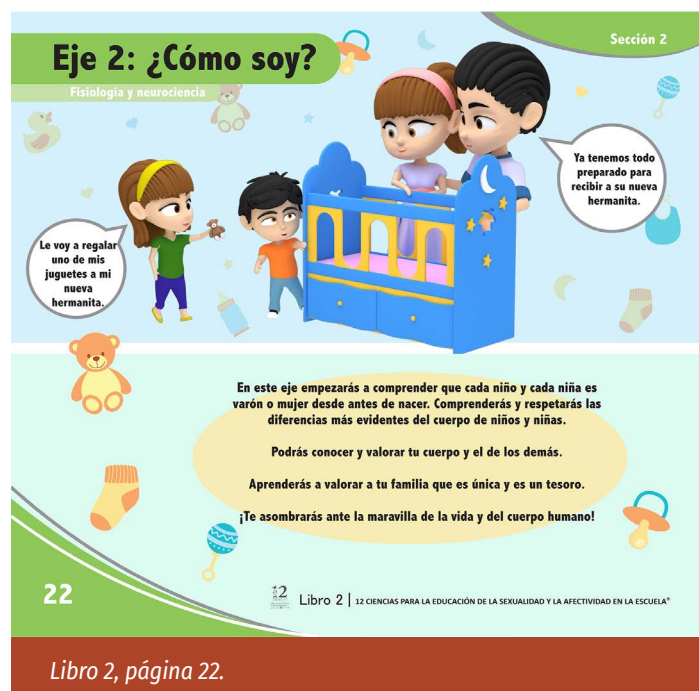 Sección 2
Eje 2: ¿Cómo soy?
Fisiología y neurociencia
Ya tenemos todo
preparado para
recibir a su nueva
hermanita.
Le voy a regalar
uno de mis
juguetes a mi
nueva
hermanita.
En este eje empezarás a comprender que cada niño y cada niña es
varón o mujer desde antes de nacer. Comprenderás y respetarás las
diferencias más evidentes del cuerpo de niños y niñas.
Podrás conocer y valorar tu cuerpo y el de los demás.
Aprenderás a valorar a tu familia que es única y es un tesoro.
¡Te asombrarás ante la maravilla de la vida y del cuerpo humano!
22
12
Libro 2 | 12 CIENCIAS PARA LA EDUCACIÓN DE LA SEXUALIDAD Y LA AFECTIVIDAD EN LA ESCUELA®
Libro 2, página 22.